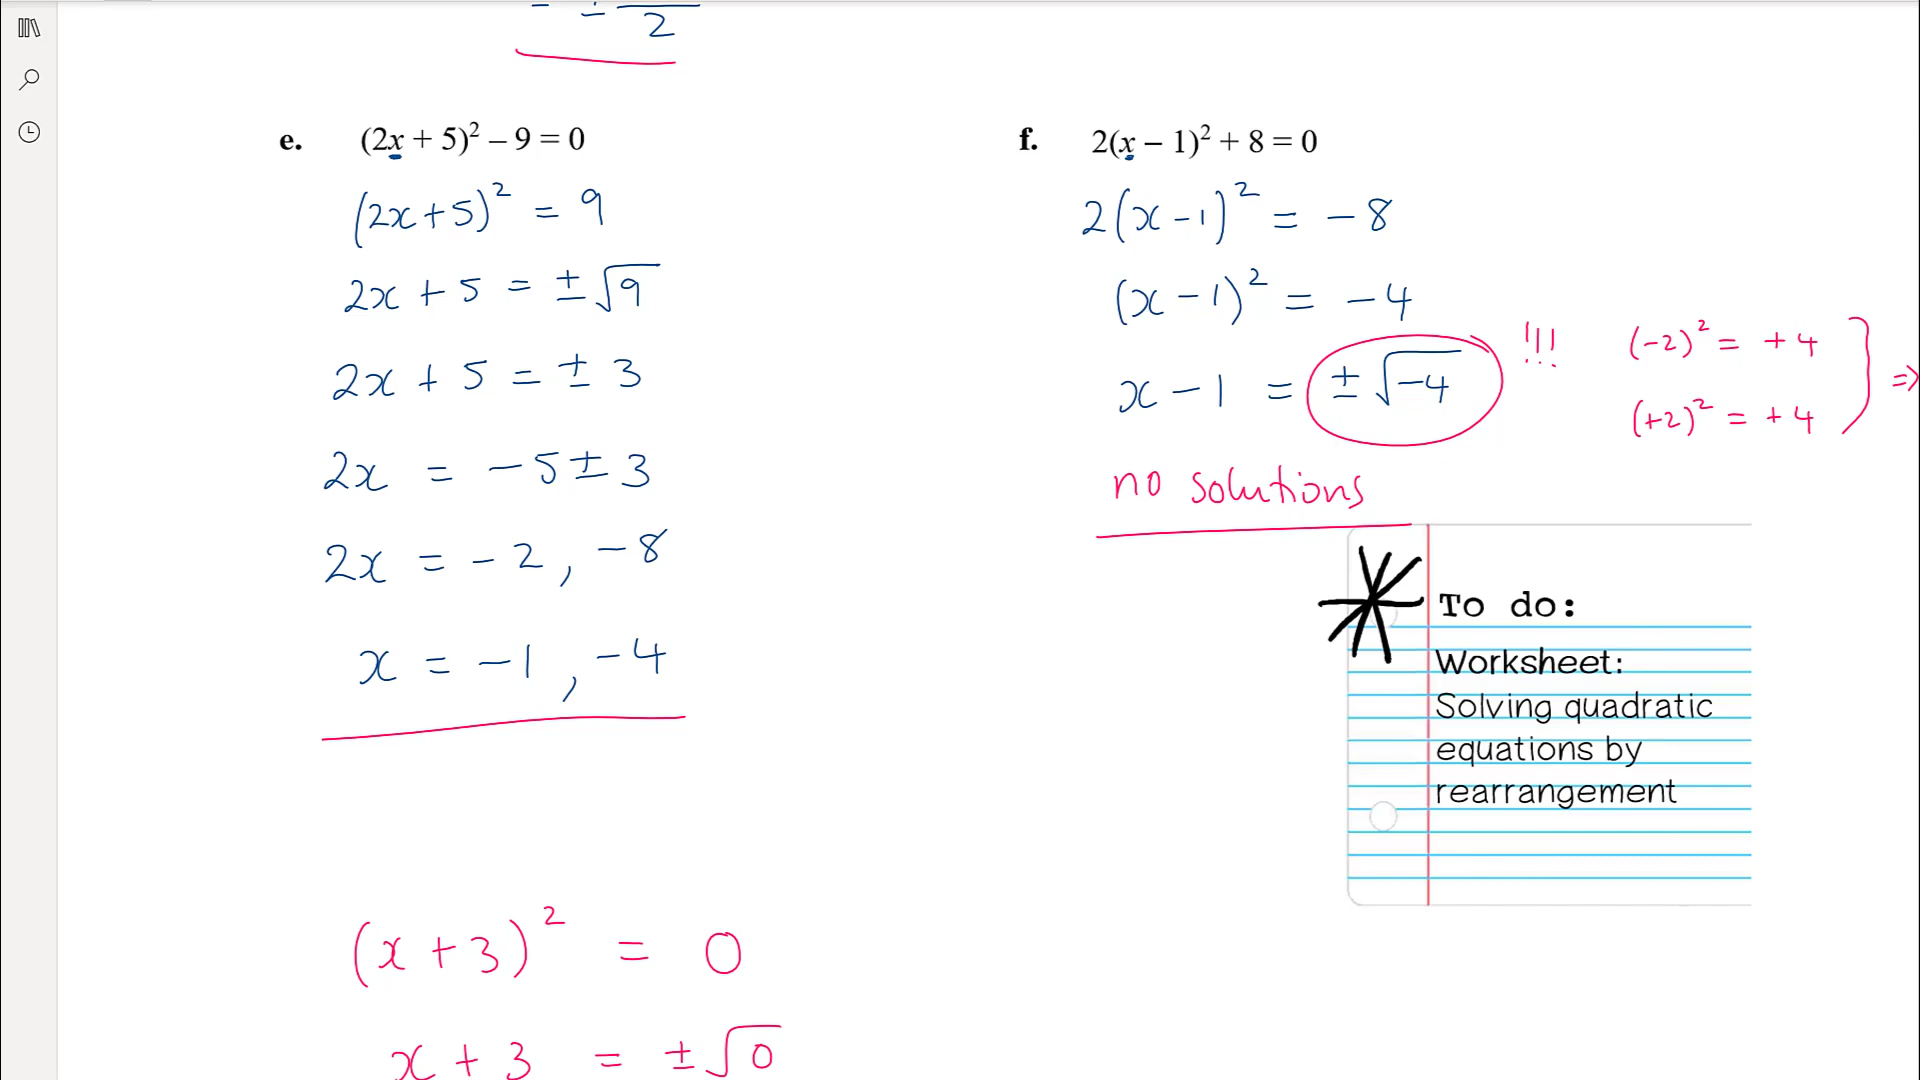 = ± 2
e. (2x + 5)² – 9 = 0
(2x+5)² = 9
2x + 5 = ± √9
2x + 5 = ± 3
2x = -5 ± 3
2x = -2, -8
x = -1, -4
(x + 3)² = 0
x + 3 = ± √0
f. 2(x – 1)² + 8 = 0
2(x-1)² = -8
(x-1)² = -4
x - 1 = ± √-4 !!!
(-2)² = +4
(+2)² = +4 } =>
no solutions
To do:
Worksheet:
Solving quadratic
equations by
rearrangement